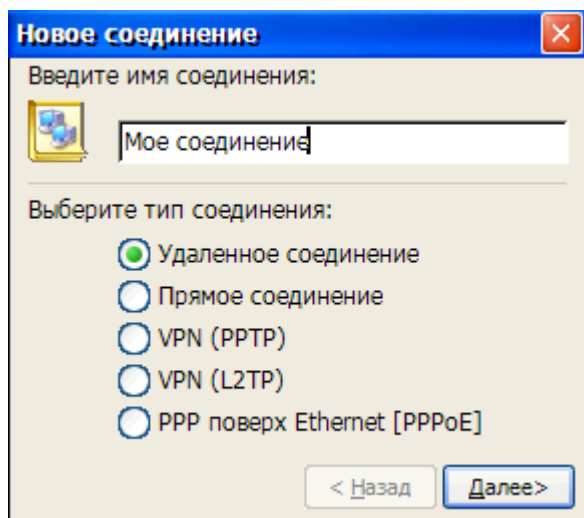 Новое соединение
Введите имя соединения:
Мое соединение
Выберите тип соединения:
Удаленное соединение
Прямое соединение
VPN (PPTP)
VPN (L2TP)
PPP поверх Ethernet [PPPoE]
< Назад Далее>